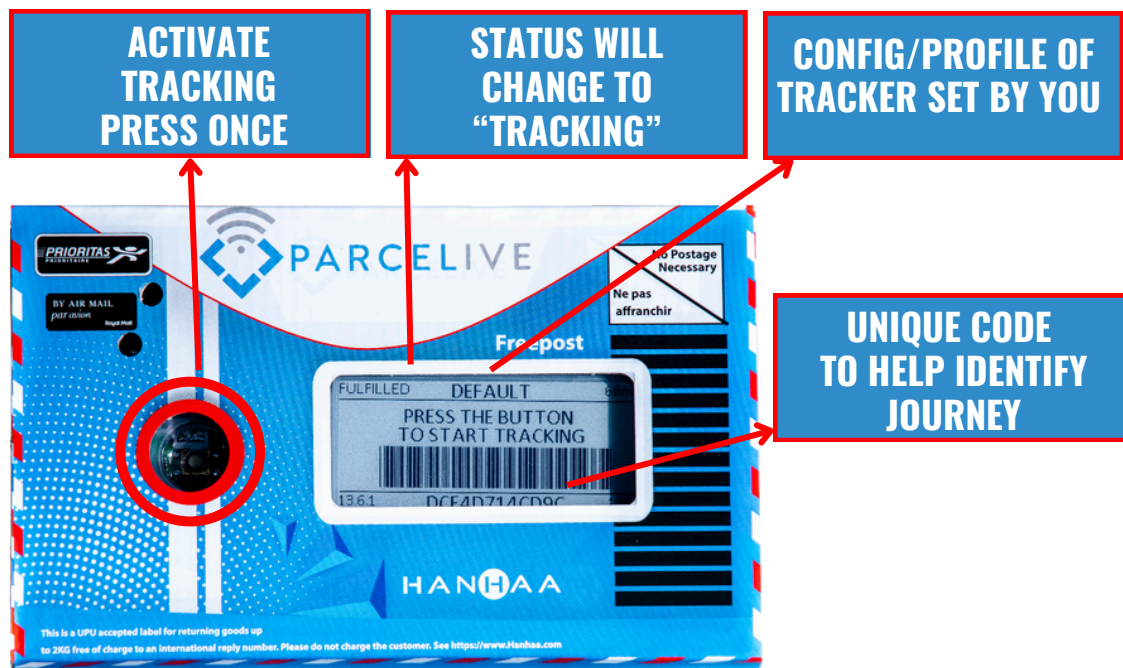 ACTIVATE
TRACKING
PRESS ONCE
STATUS WILL
CHANGE TO
“TRACKING”
CONFIG/PROFILE OF
TRACKER SET BY YOU
UNIQUE CODE
TO HELP IDENTIFY
JOURNEY
PRIORITAS
PRIORITAIRE
BY AIR MAIL
par avion
Royal Mail
PARCELIVE
No Postage
Necessary
Ne pas
affranchir
Freepost
FULFILLED DEFAULT
PRESS THE BUTTON
TO START TRACKING
13.6.1 DCE4D714CD9C
HANHAA
This is a UPU accepted label for returning goods up
to 2KG free of charge to an international reply number. Please do not charge the customer. See https://www.Hanhaa.com